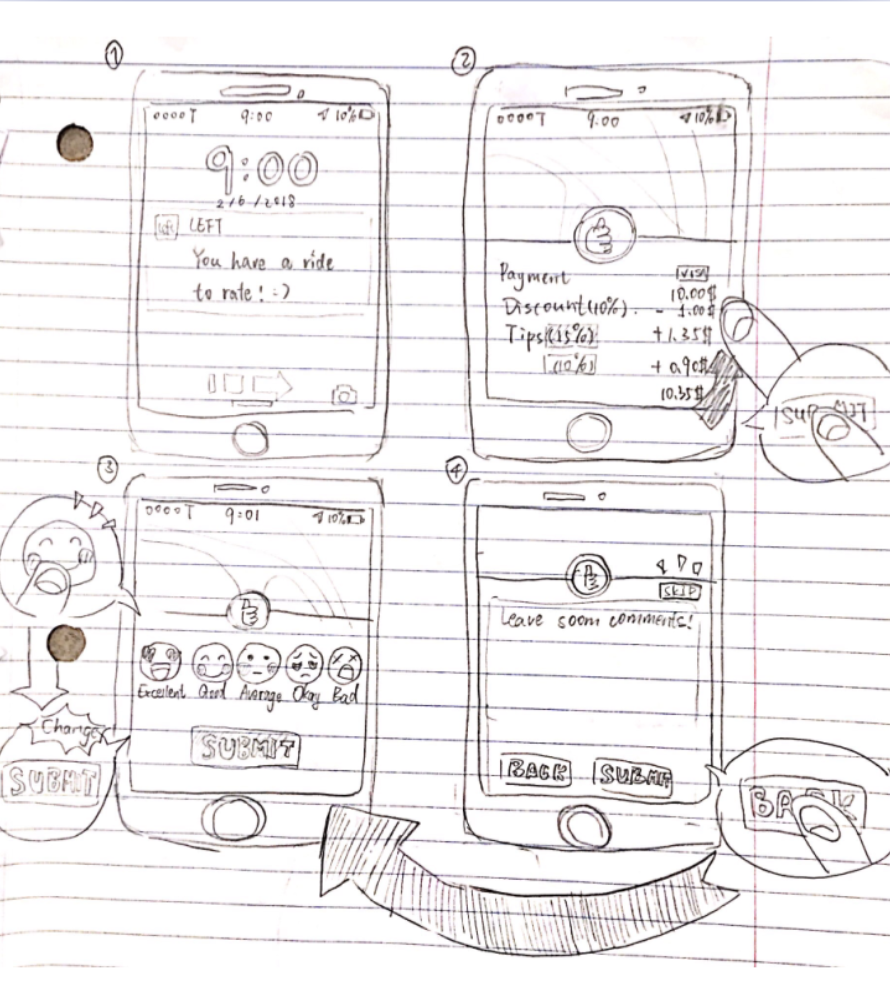 ①
oooo T 9:00 10%
9:00
2/6/2018
left LEFT
You have a ride
to rate! :-)
②
oooo T 9:00 10%
Payment VISA
10.00$
Discount(10%). - 1.00$
Tips (15%) +1.35$
(10%) + 0.90$
10.35$
SUBMIT
③
oooo T 9:01 10%
Excellent Good Average Okay Bad
SUBMIT
Change!
SUBMIT
④
SKIP
Leave soom comments!
BACK SUBMIT
BACK